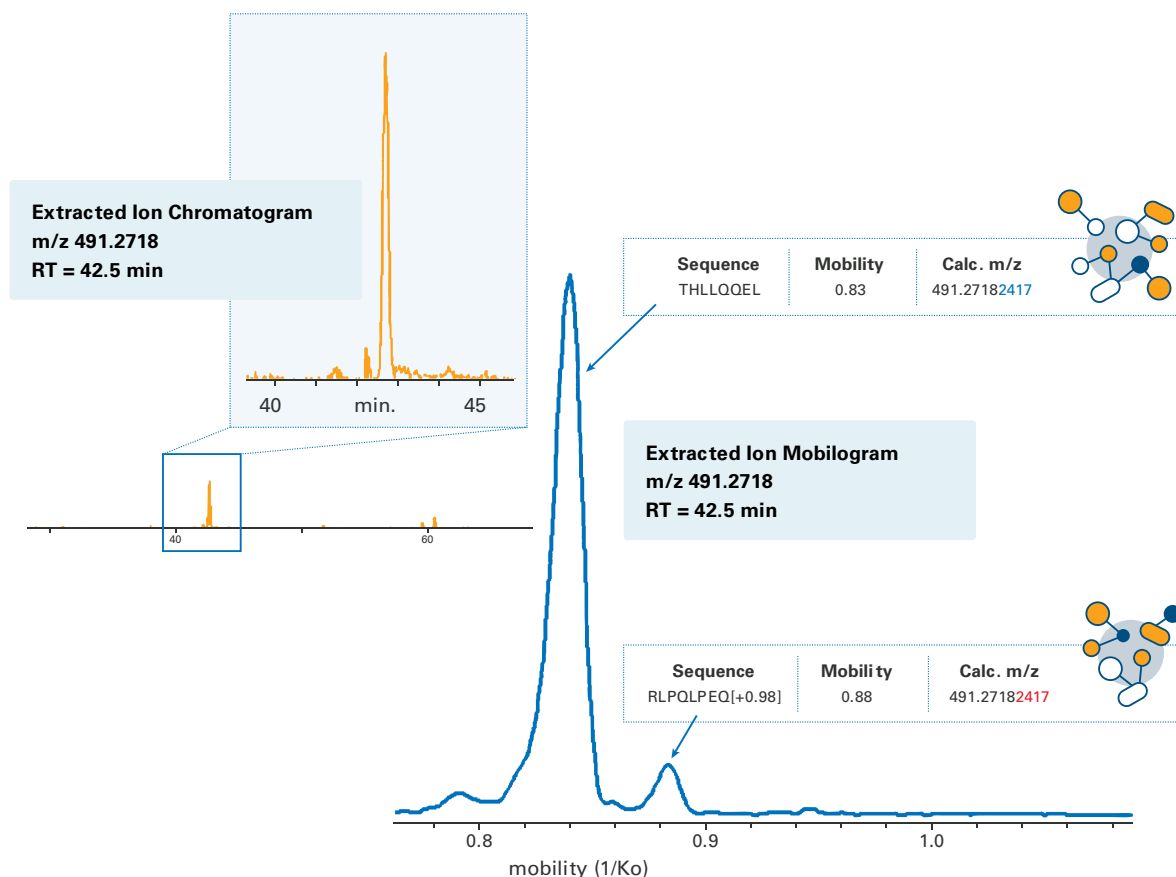 Extracted Ion Chromatogram
m/z 491.2718
RT = 42.5 min
40 min. 45
40 60
Sequence Mobility Calc. m/z
THLLQQEL 0.83 491.27182417
Extracted Ion Mobilogram
m/z 491.2718
RT = 42.5 min
Sequence Mobility Calc. m/z
RLPQLPEQ[+0.98] 0.88 491.27182417
0.8 0.9 1.0
mobility (1/Ko)